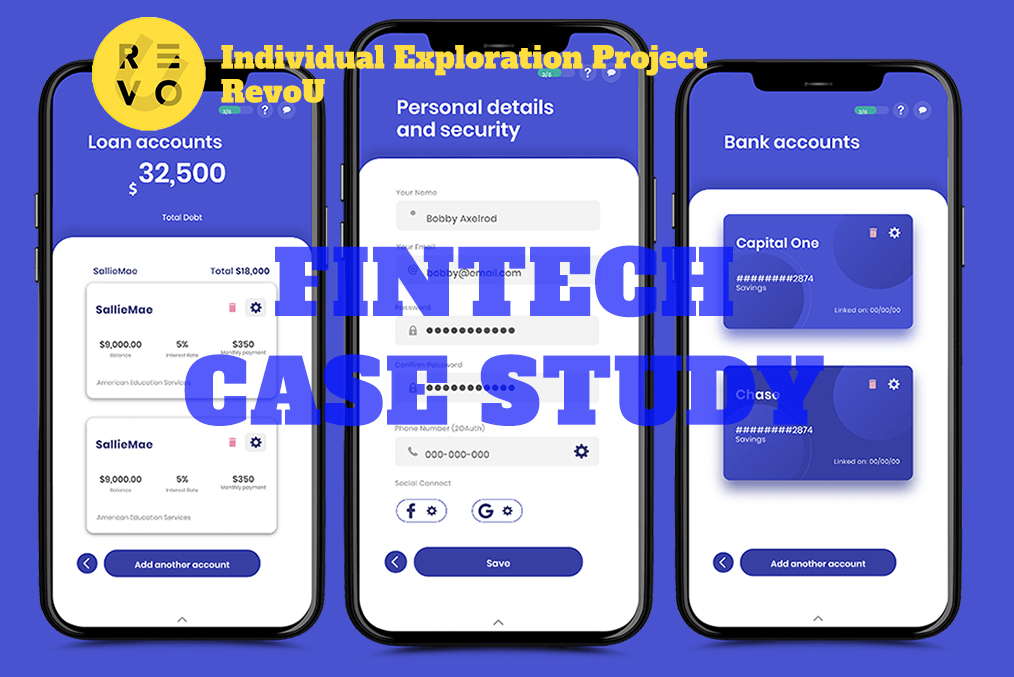 REVO
Individual Exploration Project
RevoU
FINTECH
CASE STUDY
3/6
?
Loan accounts
$32,500
Total Debt
SallieMae Total $18,000
SallieMae
$9,000.00 5% $350
Balance Interest Rate Monthly payment
American Education Services
SallieMae
$9,000.00 5% $350
Balance Interest Rate Monthly payment
American Education Services
Add another account
3/6
?
Personal details
and security
Your Name
Bobby Axelrod
Your Email
@ bobby@email.com
Password
Confirm Password
Phone Number (20Auth)
000-000-000
Social Connect
f G
Save
?
Bank accounts
Capital One
########2874
Savings
Linked on: 00/00/00
Chase
########2874
Savings
Linked on: 00/00/00
Add another account